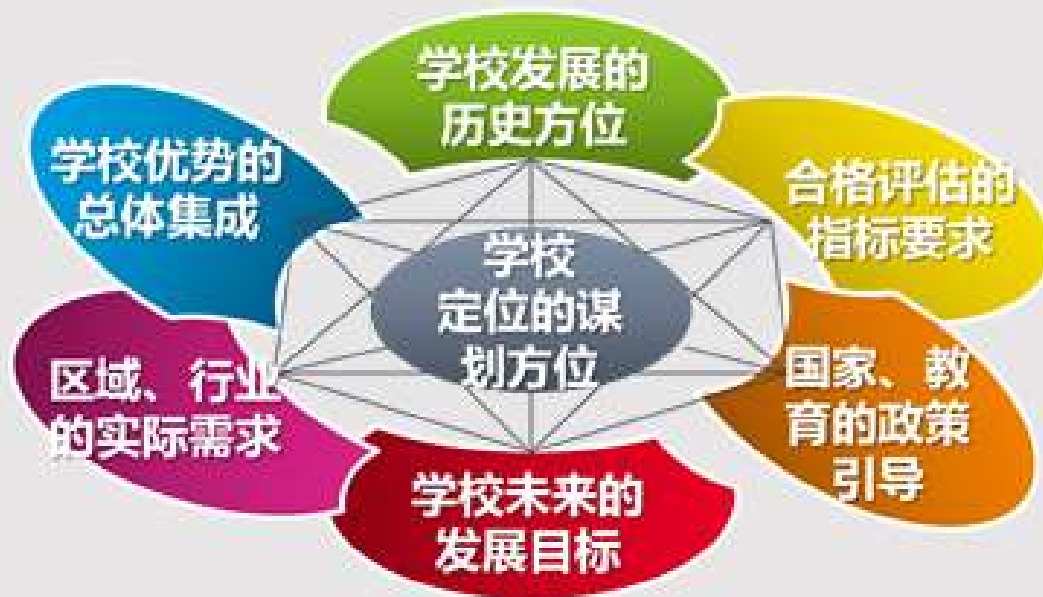 学校发展的
历史方位
学校优势的
总体集成
合格评估的
指标要求
学校
定位的谋
划方位
区域、行业
的实际需求
国家、教
育的政策
引导
学校未来的
发展目标